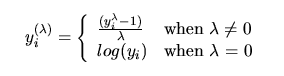 y_i^{(λ)} = { (y_i^λ − 1) / λ when λ ≠ 0
log(y_i) when λ = 0